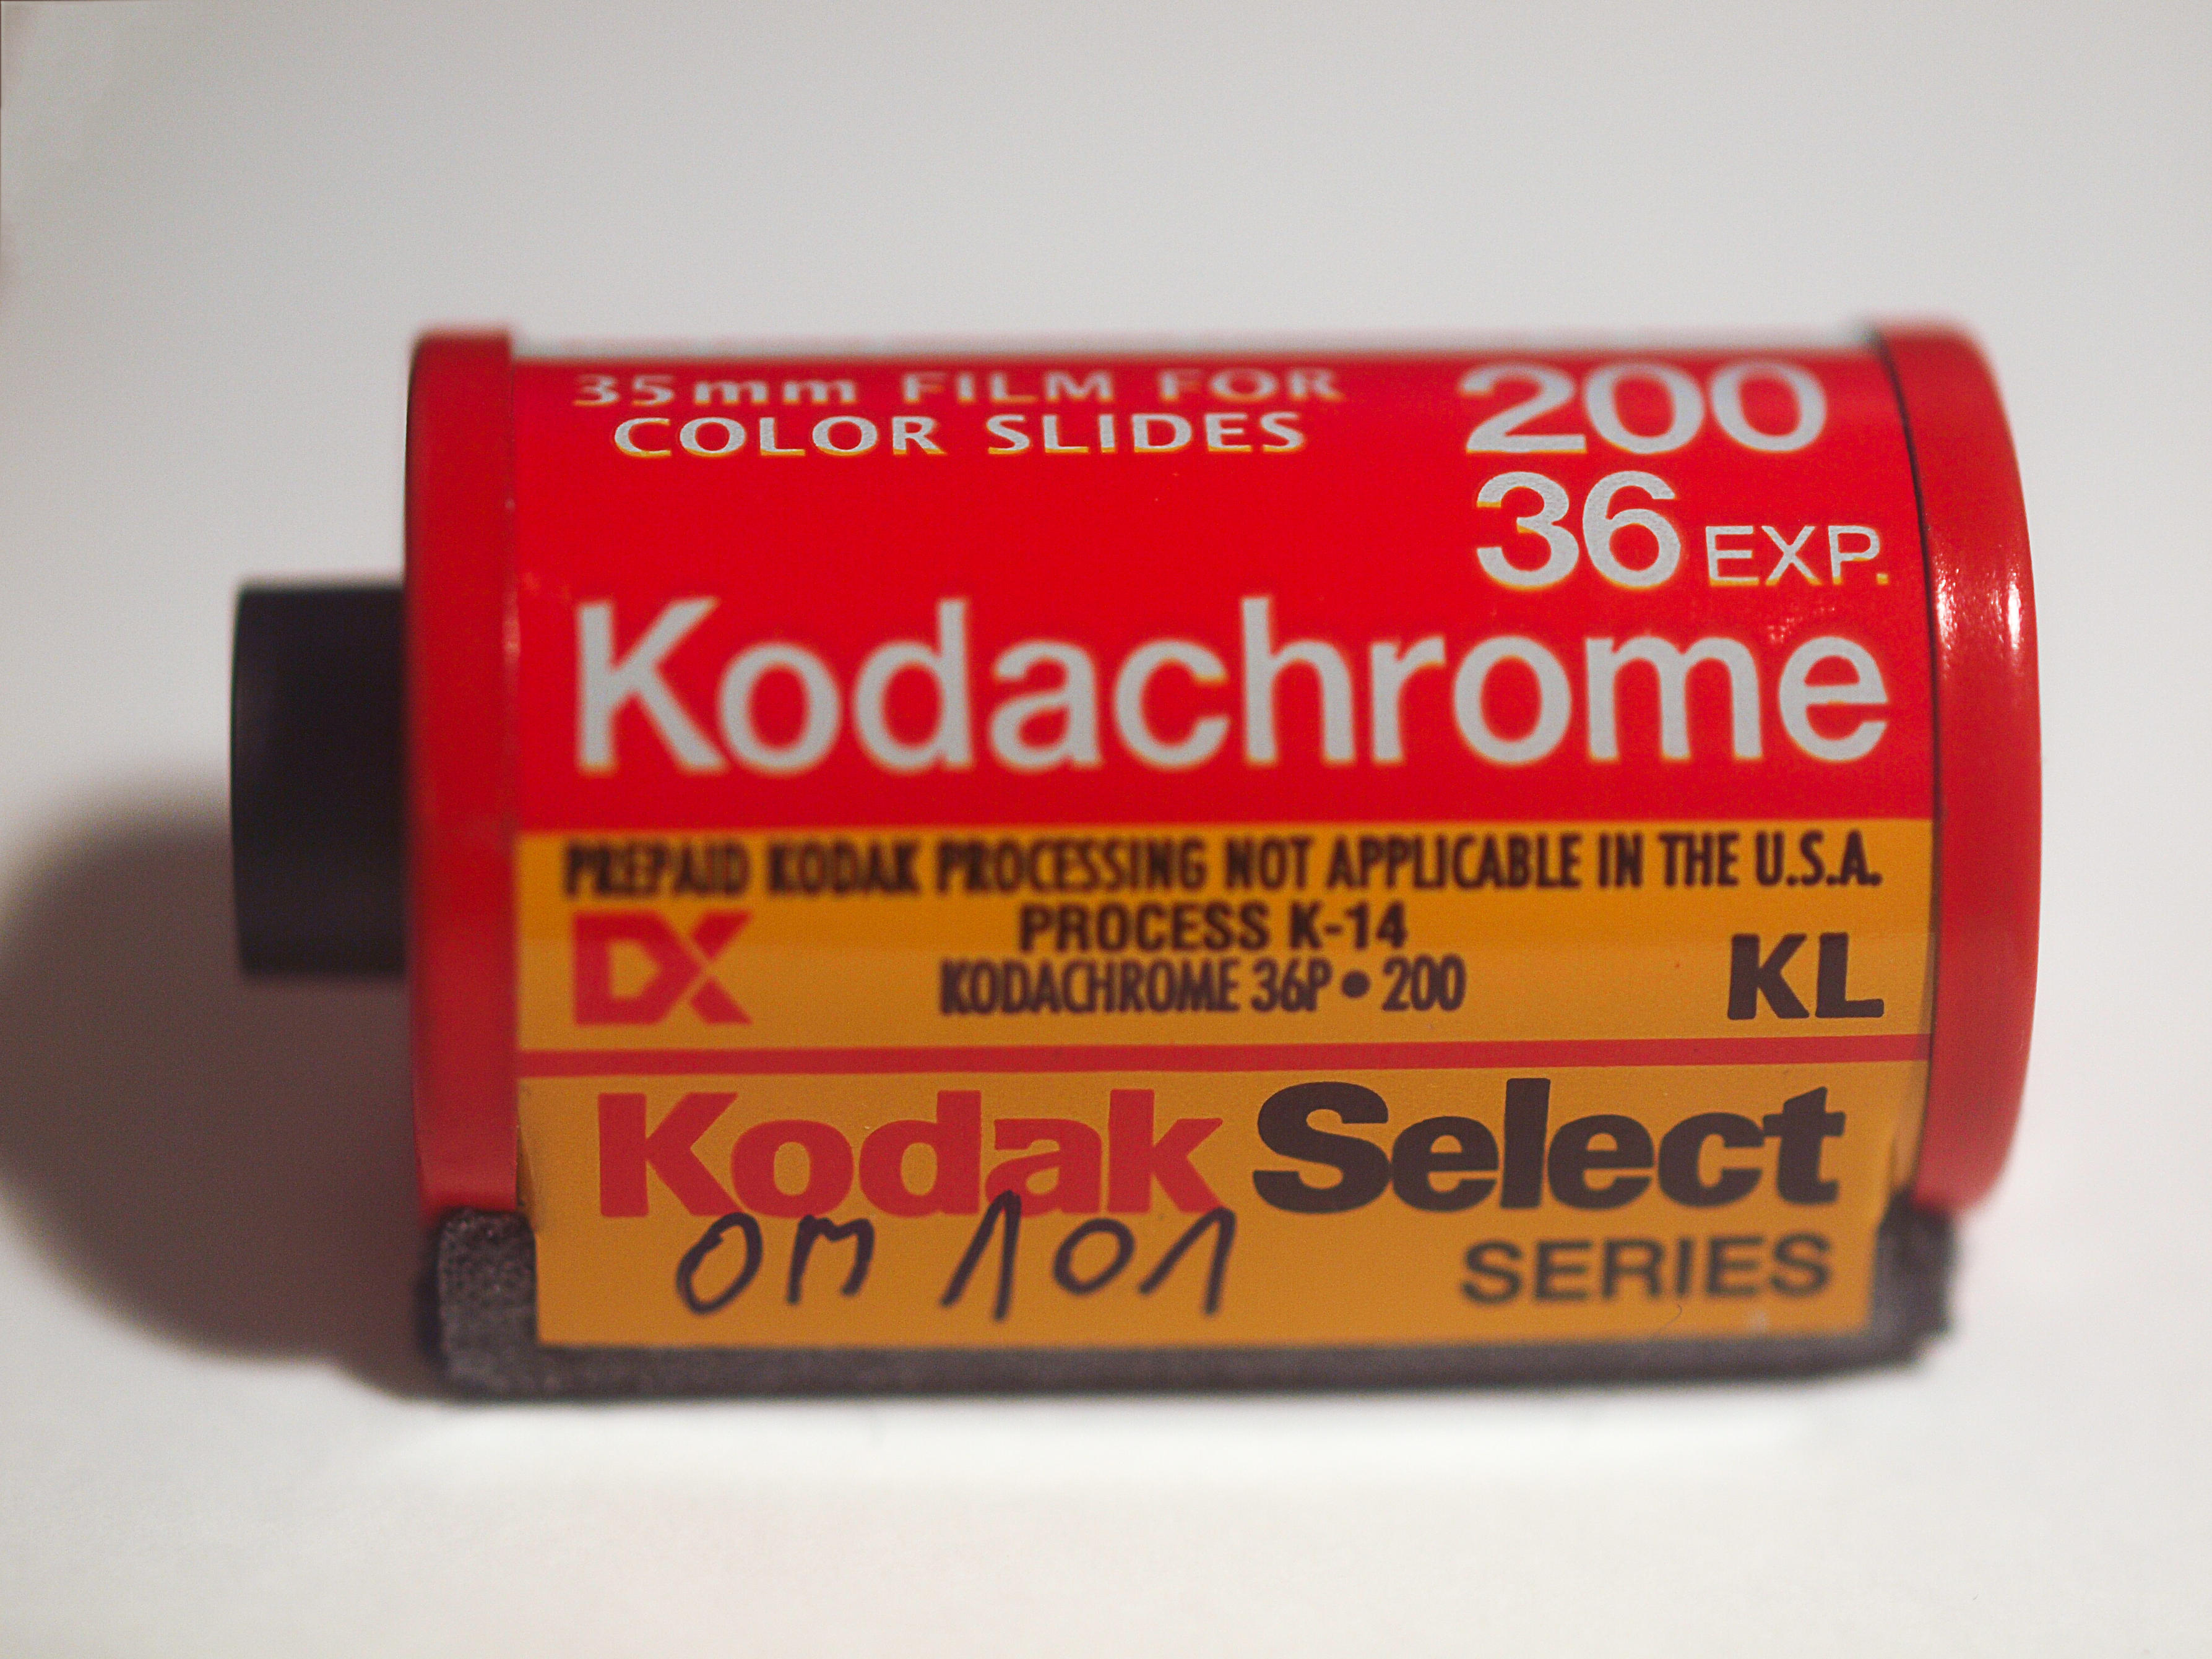 35mm FILM FOR
COLOR SLIDES
200
36 EXP.
Kodachrome
PREPAID KODAK PROCESSING NOT APPLICABLE IN THE U.S.A.
DX
PROCESS K-14
KODACHROME 36P • 200
KL
Kodak Select
SERIES
OM 101